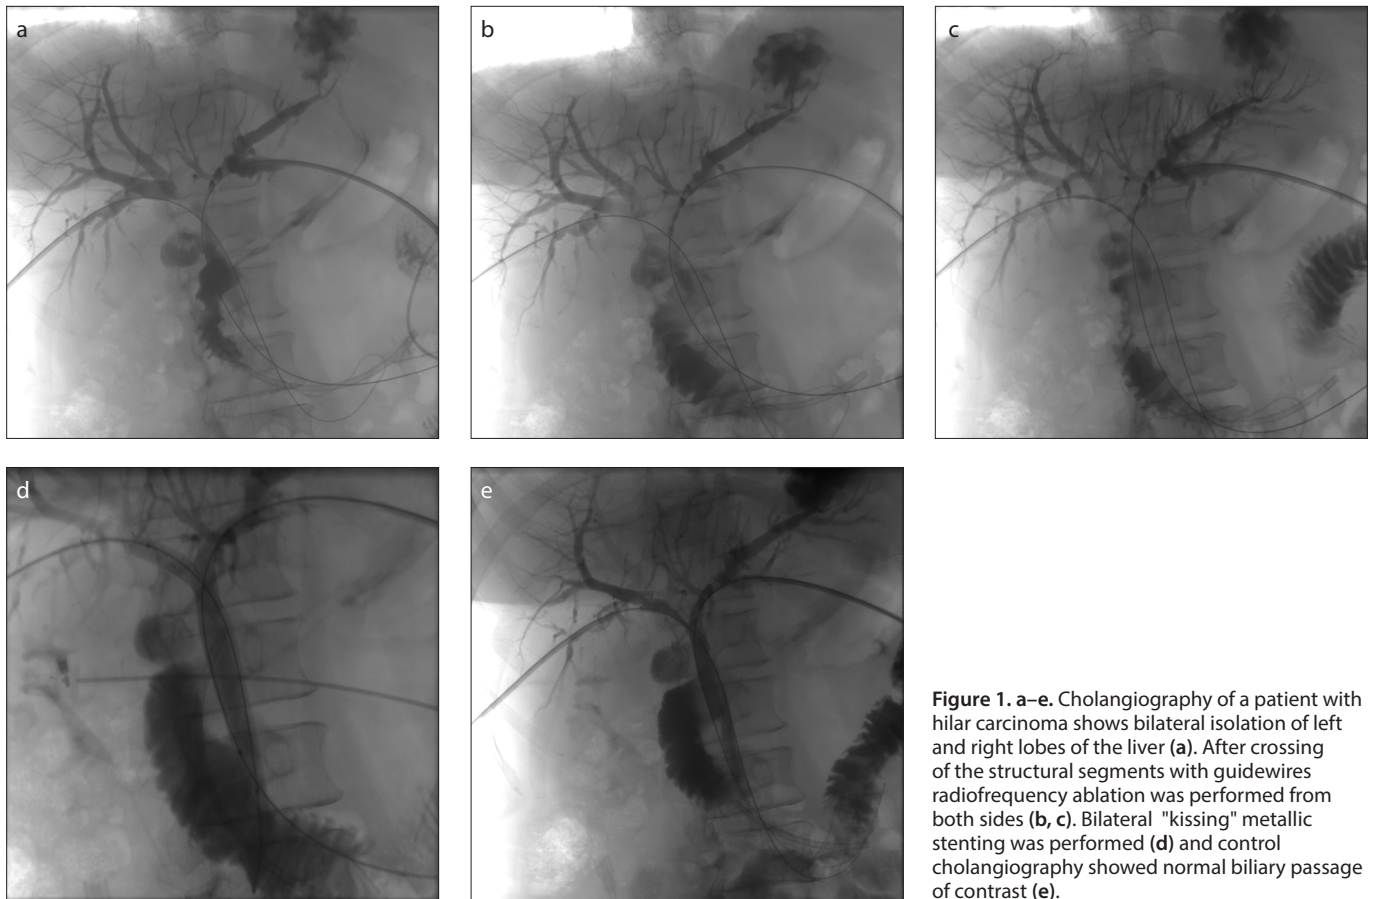 a
b
c
d
e
Figure 1. a–e. Cholangiography of a patient with
hilar carcinoma shows bilateral isolation of left
and right lobes of the liver (a). After crossing
of the structural segments with guidewires
radiofrequency ablation was performed from
both sides (b, c). Bilateral "kissing" metallic
stenting was performed (d) and control
cholangiography showed normal biliary passage
of contrast (e).